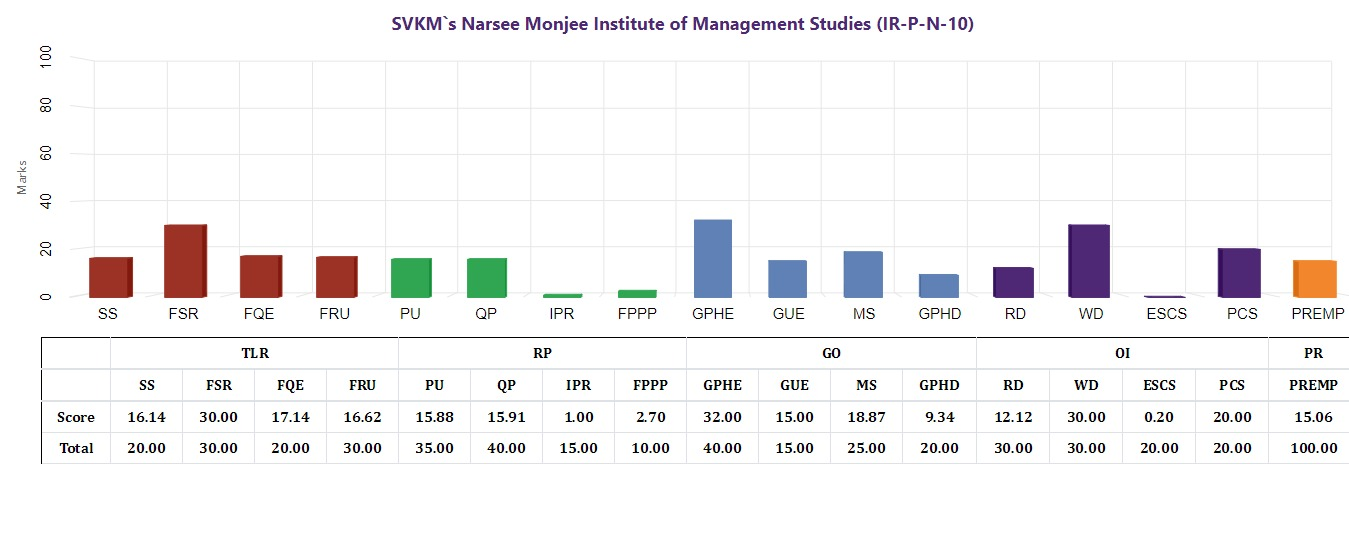 SVKM`s Narsee Monjee Institute of Management Studies (IR-P-N-10)
100
80
60
40
20
0
Marks
SS FSR FQE FRU PU QP IPR FPPP GPHE GUE MS GPHD RD WD ESCS PCS PREMP
TLR RP GO OI PR
SS FSR FQE FRU PU QP IPR FPPP GPHE GUE MS GPHD RD WD ESCS PCS PREMP
Score 16.14 30.00 17.14 16.62 15.88 15.91 1.00 2.70 32.00 15.00 18.87 9.34 12.12 30.00 0.20 20.00 15.06
Total 20.00 30.00 20.00 30.00 35.00 40.00 15.00 10.00 40.00 15.00 25.00 20.00 30.00 30.00 20.00 20.00 100.00